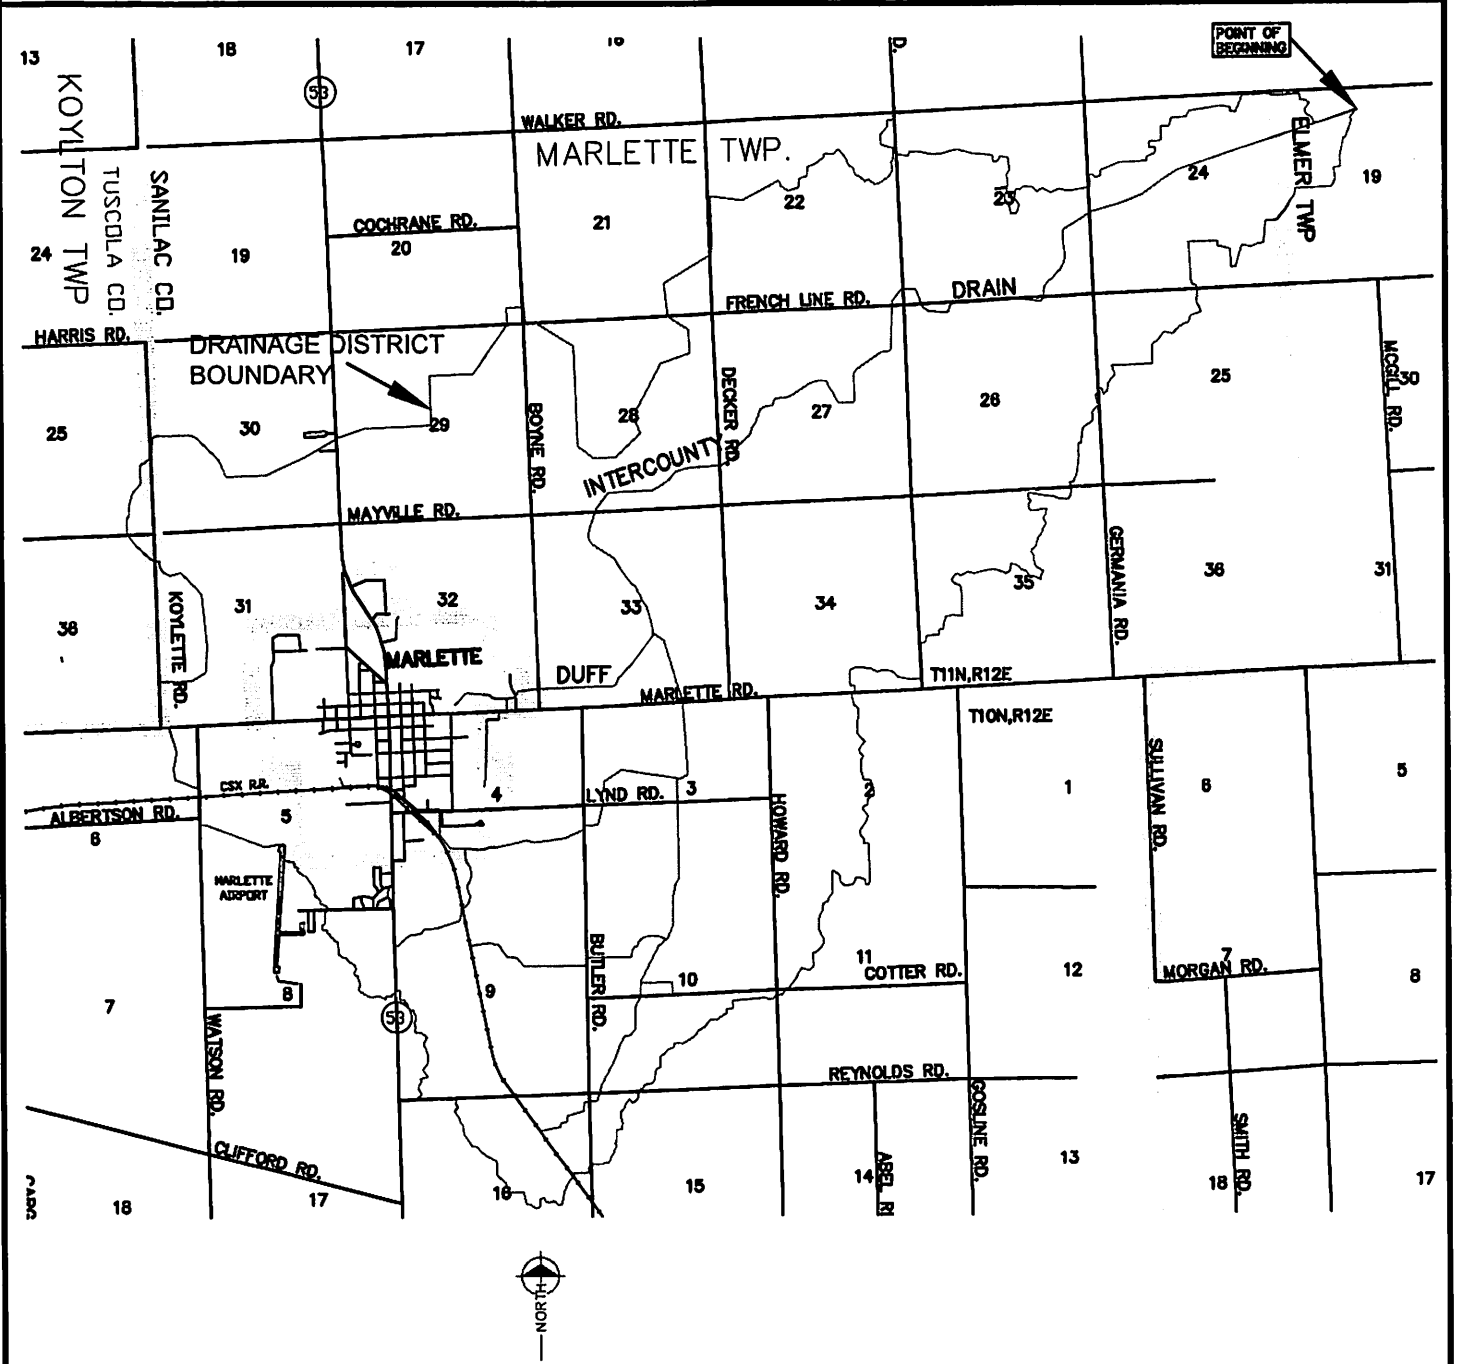 POINT OF
BEGINNING
13
18
17
16
D.
53
WALKER RD.
KOYLTON TWP
MARLETTE TWP.
ELMER TWP
TUSCOLA CO.
SANILAC CO.
24
19
COCHRANE RD.
20
21
22
23
24
19
HARRIS RD.
FRENCH LINE RD.
DRAIN
DRAINAGE DISTRICT
BOUNDARY
25
30
29
BOYNE RD.
28
DECKER RD.
27
26
25
MCGILL RD.
30
INTERCOUNTY
MAYVILLE RD.
36
KOYLETTE RD.
31
32
33
34
35
GERMANIA RD.
36
31
MARLETTE
DUFF
MARLETTE RD.
T11N,R12E
T10N,R12E
CSX R.R.
ALBERTSON RD.
6
5
4
LYND RD.
3
HOWARD RD.
2
1
SULLIVAN RD.
6
5
MARLETTE
AIRPORT
7
8
53
9
BUTLER RD.
10
11
COTTER RD.
12
MORGAN RD.
7
8
WATSON RD.
REYNOLDS RD.
GOSLINE RD.
SMITH RD.
CLIFFORD RD.
18
17
16
15
14
ABEL R
13
18
17
NORTH